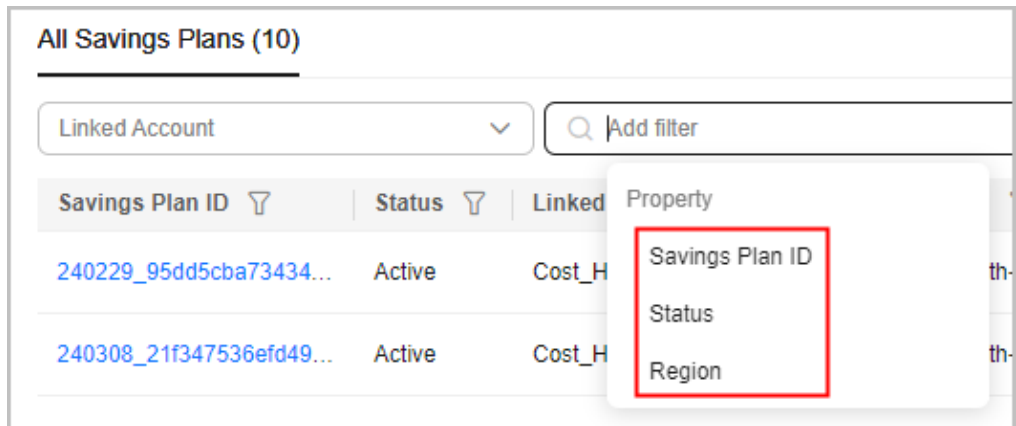 All Savings Plans (10)
Linked Account
Add filter
Savings Plan ID Status Linked
Property
Savings Plan ID
Status
Region
240229_95dd5cba73434... Active Cost_H th-
240308_21f347536efd49... Active Cost_H th-